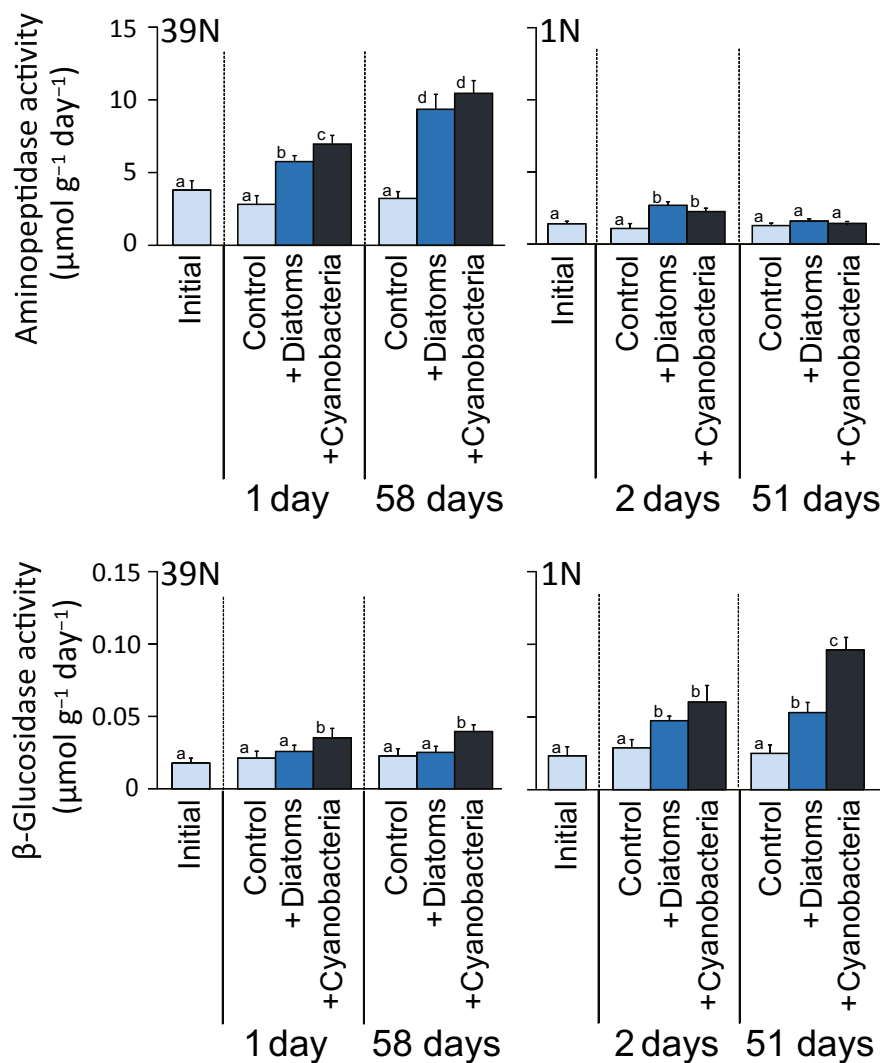 Aminopeptidase activity
(μmol g⁻¹ day⁻¹)
39N
15
10
5
0
a
a
b
c
a
d
d
Initial
Control
+Diatoms
+Cyanobacteria
Control
+Diatoms
+Cyanobacteria
1 day
58 days
1N
a
a
b
b
a
a
a
Initial
Control
+Diatoms
+Cyanobacteria
Control
+Diatoms
+Cyanobacteria
2 days
51 days
β-Glucosidase activity
(μmol g⁻¹ day⁻¹)
39N
0.15
0.10
0.05
0
a
a
a
b
a
a
b
Initial
Control
+Diatoms
+Cyanobacteria
Control
+Diatoms
+Cyanobacteria
1 day
58 days
1N
a
a
b
b
a
b
c
Initial
Control
+Diatoms
+Cyanobacteria
Control
+Diatoms
+Cyanobacteria
2 days
51 days